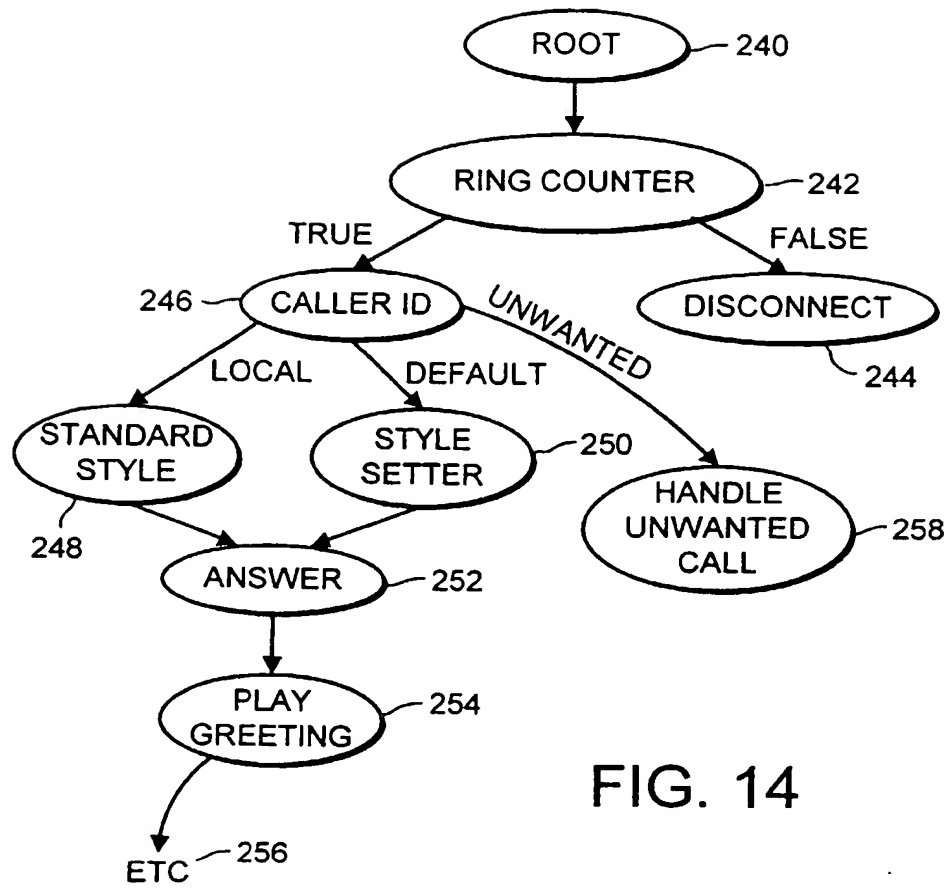 ROOT
240
RING COUNTER
242
TRUE
FALSE
246
CALLER ID
UNWANTED
DISCONNECT
244
LOCAL
DEFAULT
STANDARD
STYLE
248
STYLE
SETTER
250
HANDLE
UNWANTED
CALL
258
ANSWER
252
PLAY
GREETING
254
FIG. 14
ETC
256